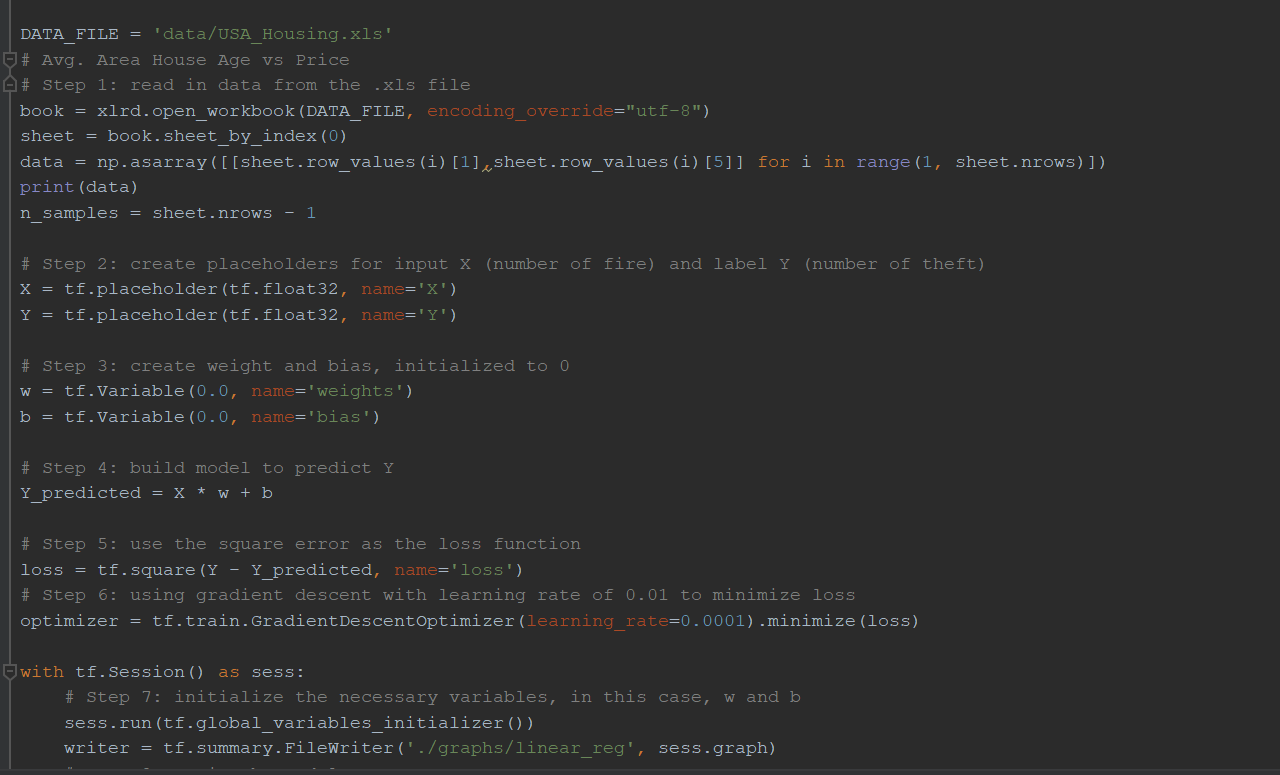 DATA_FILE = 'data/USA_Housing.xls'
# Avg. Area House Age vs Price
# Step 1: read in data from the .xls file
book = xlrd.open_workbook(DATA_FILE, encoding_override="utf-8")
sheet = book.sheet_by_index(0)
data = np.asarray([[sheet.row_values(i)[1],sheet.row_values(i)[5]] for i in range(1, sheet.nrows)])
print(data)
n_samples = sheet.nrows - 1
# Step 2: create placeholders for input X (number of fire) and label Y (number of theft)
X = tf.placeholder(tf.float32, name='X')
Y = tf.placeholder(tf.float32, name='Y')
# Step 3: create weight and bias, initialized to 0
w = tf.Variable(0.0, name='weights')
b = tf.Variable(0.0, name='bias')
# Step 4: build model to predict Y
Y_predicted = X * w + b
# Step 5: use the square error as the loss function
loss = tf.square(Y - Y_predicted, name='loss')
# Step 6: using gradient descent with learning rate of 0.01 to minimize loss
optimizer = tf.train.GradientDescentOptimizer(learning_rate=0.0001).minimize(loss)
with tf.Session() as sess:
    # Step 7: initialize the necessary variables, in this case, w and b
    sess.run(tf.global_variables_initializer())
    writer = tf.summary.FileWriter('./graphs/linear_reg', sess.graph)